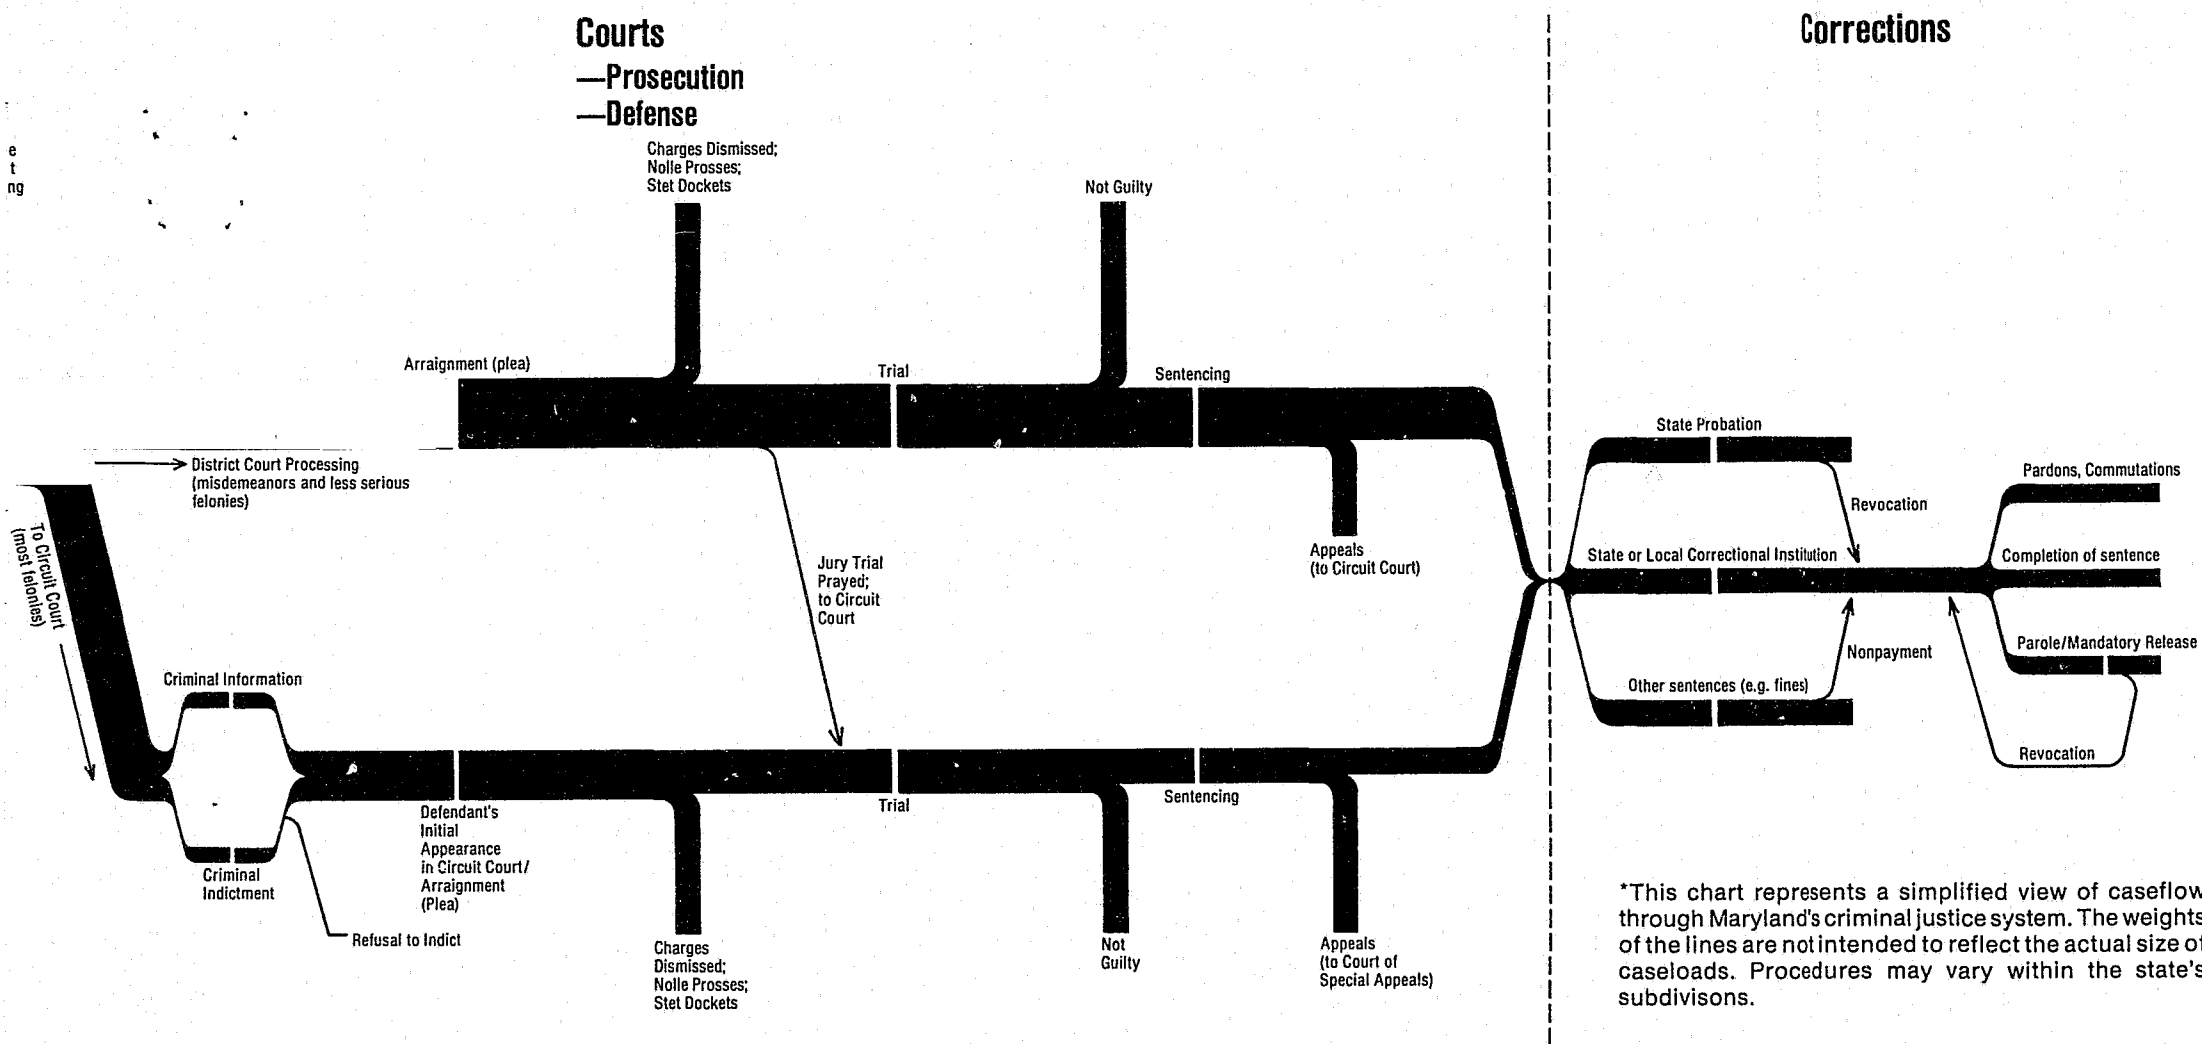 Courts
—Prosecution
—Defense
Corrections
e
t
ng
Charges Dismissed;
Nolle Prosses;
Stet Dockets
Not Guilty
Arraignment (plea)
Trial
Sentencing
District Court Processing
(misdemeanors and less serious
felonies)
To Circuit Court
(most felonies)
Jury Trial
Prayed;
to Circuit
Court
Appeals
(to Circuit Court)
State Probation
Revocation
State or Local Correctional Institution
Nonpayment
Other sentences (e.g. fines)
Pardons, Commutations
Completion of sentence
Parole/Mandatory Release
Revocation
Criminal Information
Criminal
Indictment
Refusal to Indict
Defendant's
Initial
Appearance
in Circuit Court/
Arraignment
(Plea)
Charges
Dismissed;
Nolle Prosses;
Stet Dockets
Trial
Not
Guilty
Sentencing
Appeals
(to Court of
Special Appeals)
*This chart represents a simplified view of caseflow
through Maryland's criminal justice system. The weights
of the lines are not intended to reflect the actual size of
caseloads. Procedures may vary within the state's
subdivisons.